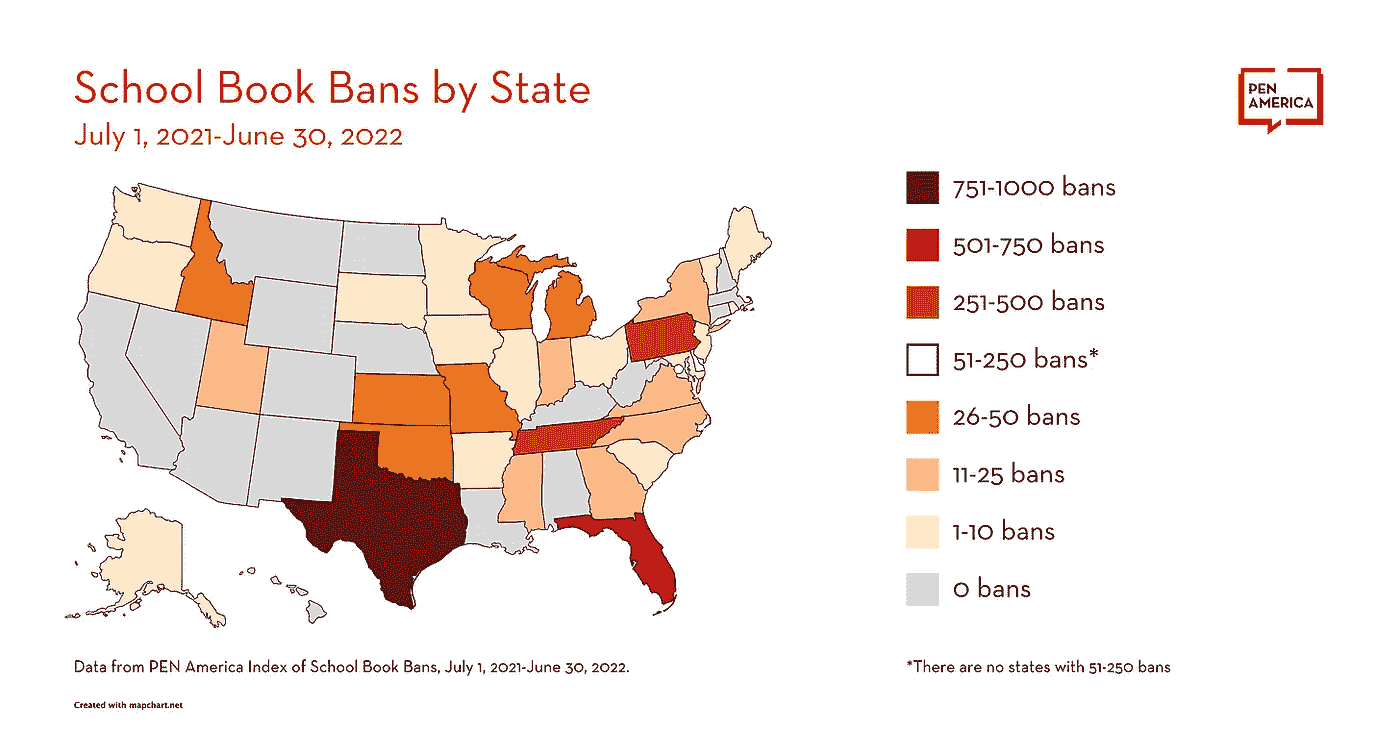 School Book Bans by State
July 1, 2021-June 30, 2022
PEN
AMERICA
751-1000 bans
501-750 bans
251-500 bans
51-250 bans*
26-50 bans
11-25 bans
1-10 bans
0 bans
Data from PEN America Index of School Book Bans, July 1, 2021-June 30, 2022.
*There are no states with 51-250 bans
Created with mapchart.net